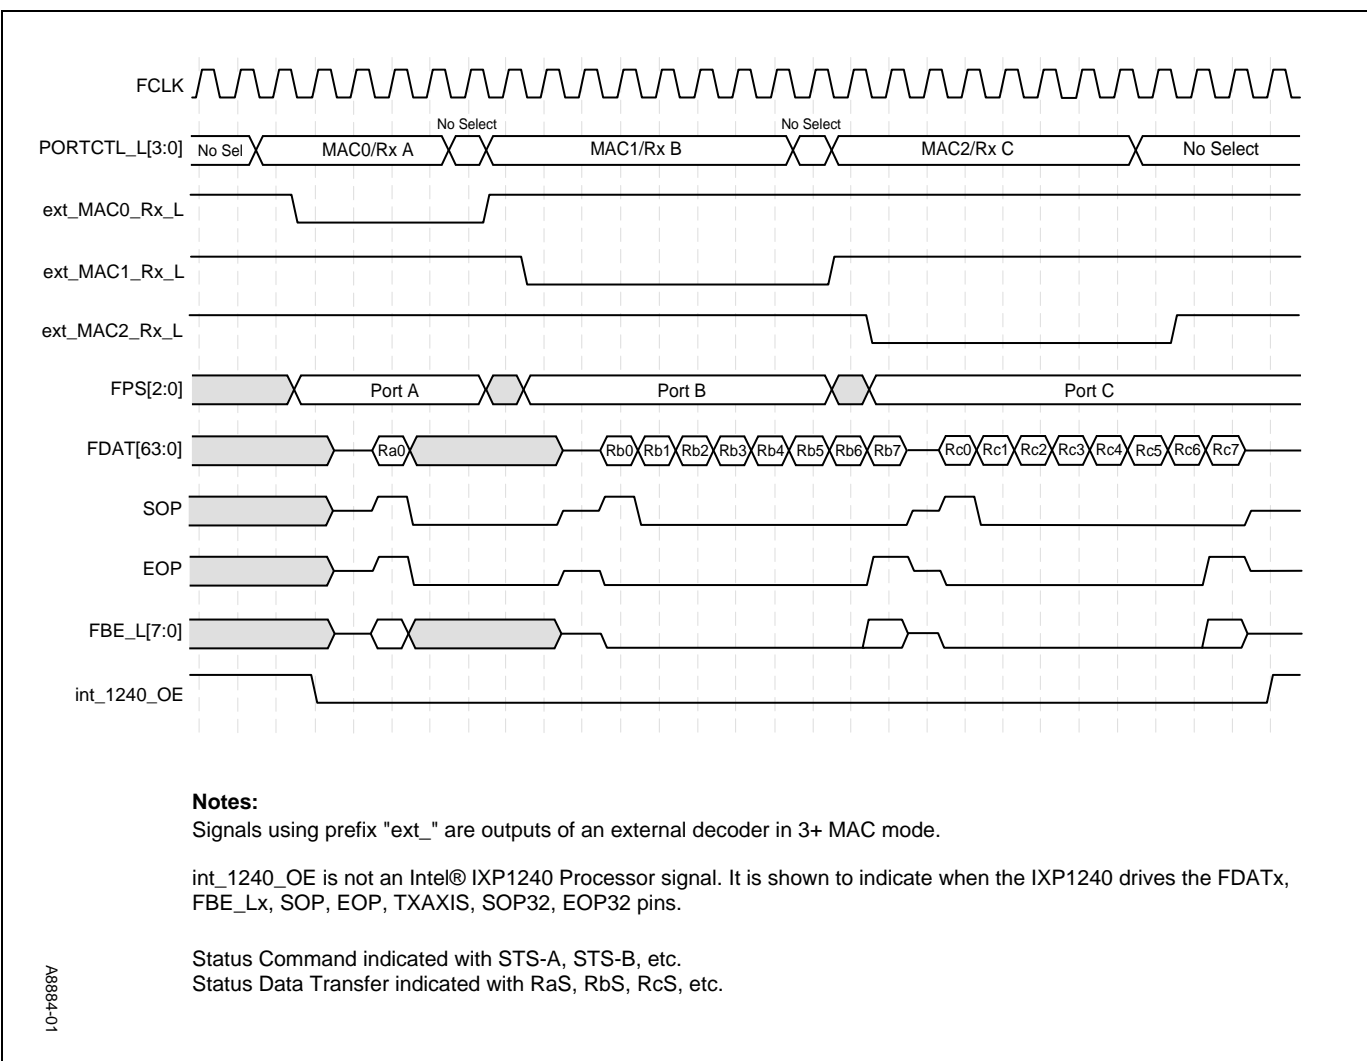 FCLK
No Select
No Select
PORTCTL_L[3:0]
No Sel
MAC0/Rx A
MAC1/Rx B
MAC2/Rx C
No Select
ext_MAC0_Rx_L
ext_MAC1_Rx_L
ext_MAC2_Rx_L
FPS[2:0]
Port A
Port B
Port C
FDAT[63:0]
Ra0
Rb0 Rb1 Rb2 Rb3 Rb4 Rb5 Rb6 Rb7
Rc0 Rc1 Rc2 Rc3 Rc4 Rc5 Rc6 Rc7
SOP
EOP
FBE_L[7:0]
int_1240_OE
Notes:
Signals using prefix "ext_" are outputs of an external decoder in 3+ MAC mode.
int_1240_OE is not an Intel® IXP1240 Processor signal. It is shown to indicate when the IXP1240 drives the FDATx,
FBE_Lx, SOP, EOP, TXAXIS, SOP32, EOP32 pins.
Status Command indicated with STS-A, STS-B, etc.
Status Data Transfer indicated with RaS, RbS, RcS, etc.
A8884-01